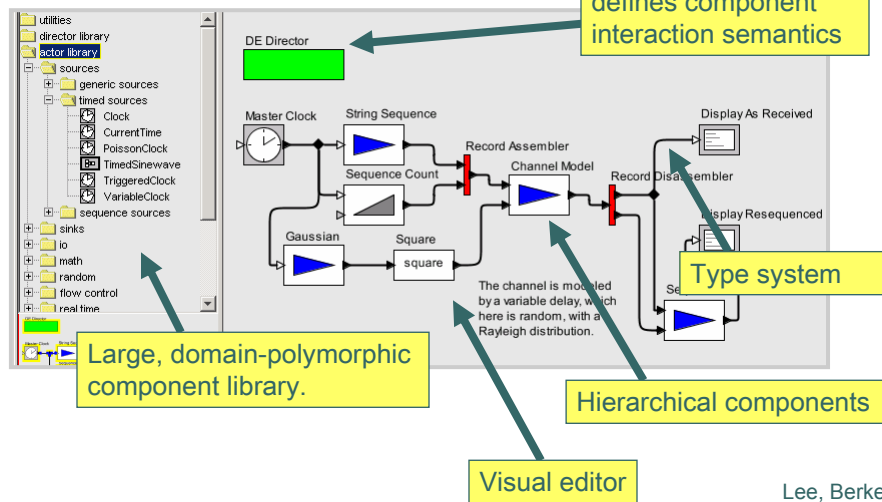 defines component
interaction semantics
utilities
director library
actor library
sources
generic sources
timed sources
Clock
CurrentTime
PoissonClock
TimedSinewave
TriggeredClock
VariableClock
sequence sources
sinks
io
math
random
flow control
real time
DE Director
Master Clock
String Sequence
Display As Received
Record Assembler
Channel Model
Sequence Count
Record Disassembler
Display Resequenced
Gaussian
Square
square
Type system
The channel is modeled
by a variable delay, which
here is random, with a
Rayleigh distribution.
Large, domain-polymorphic
component library.
Hierarchical components
Visual editor
Lee, Berke